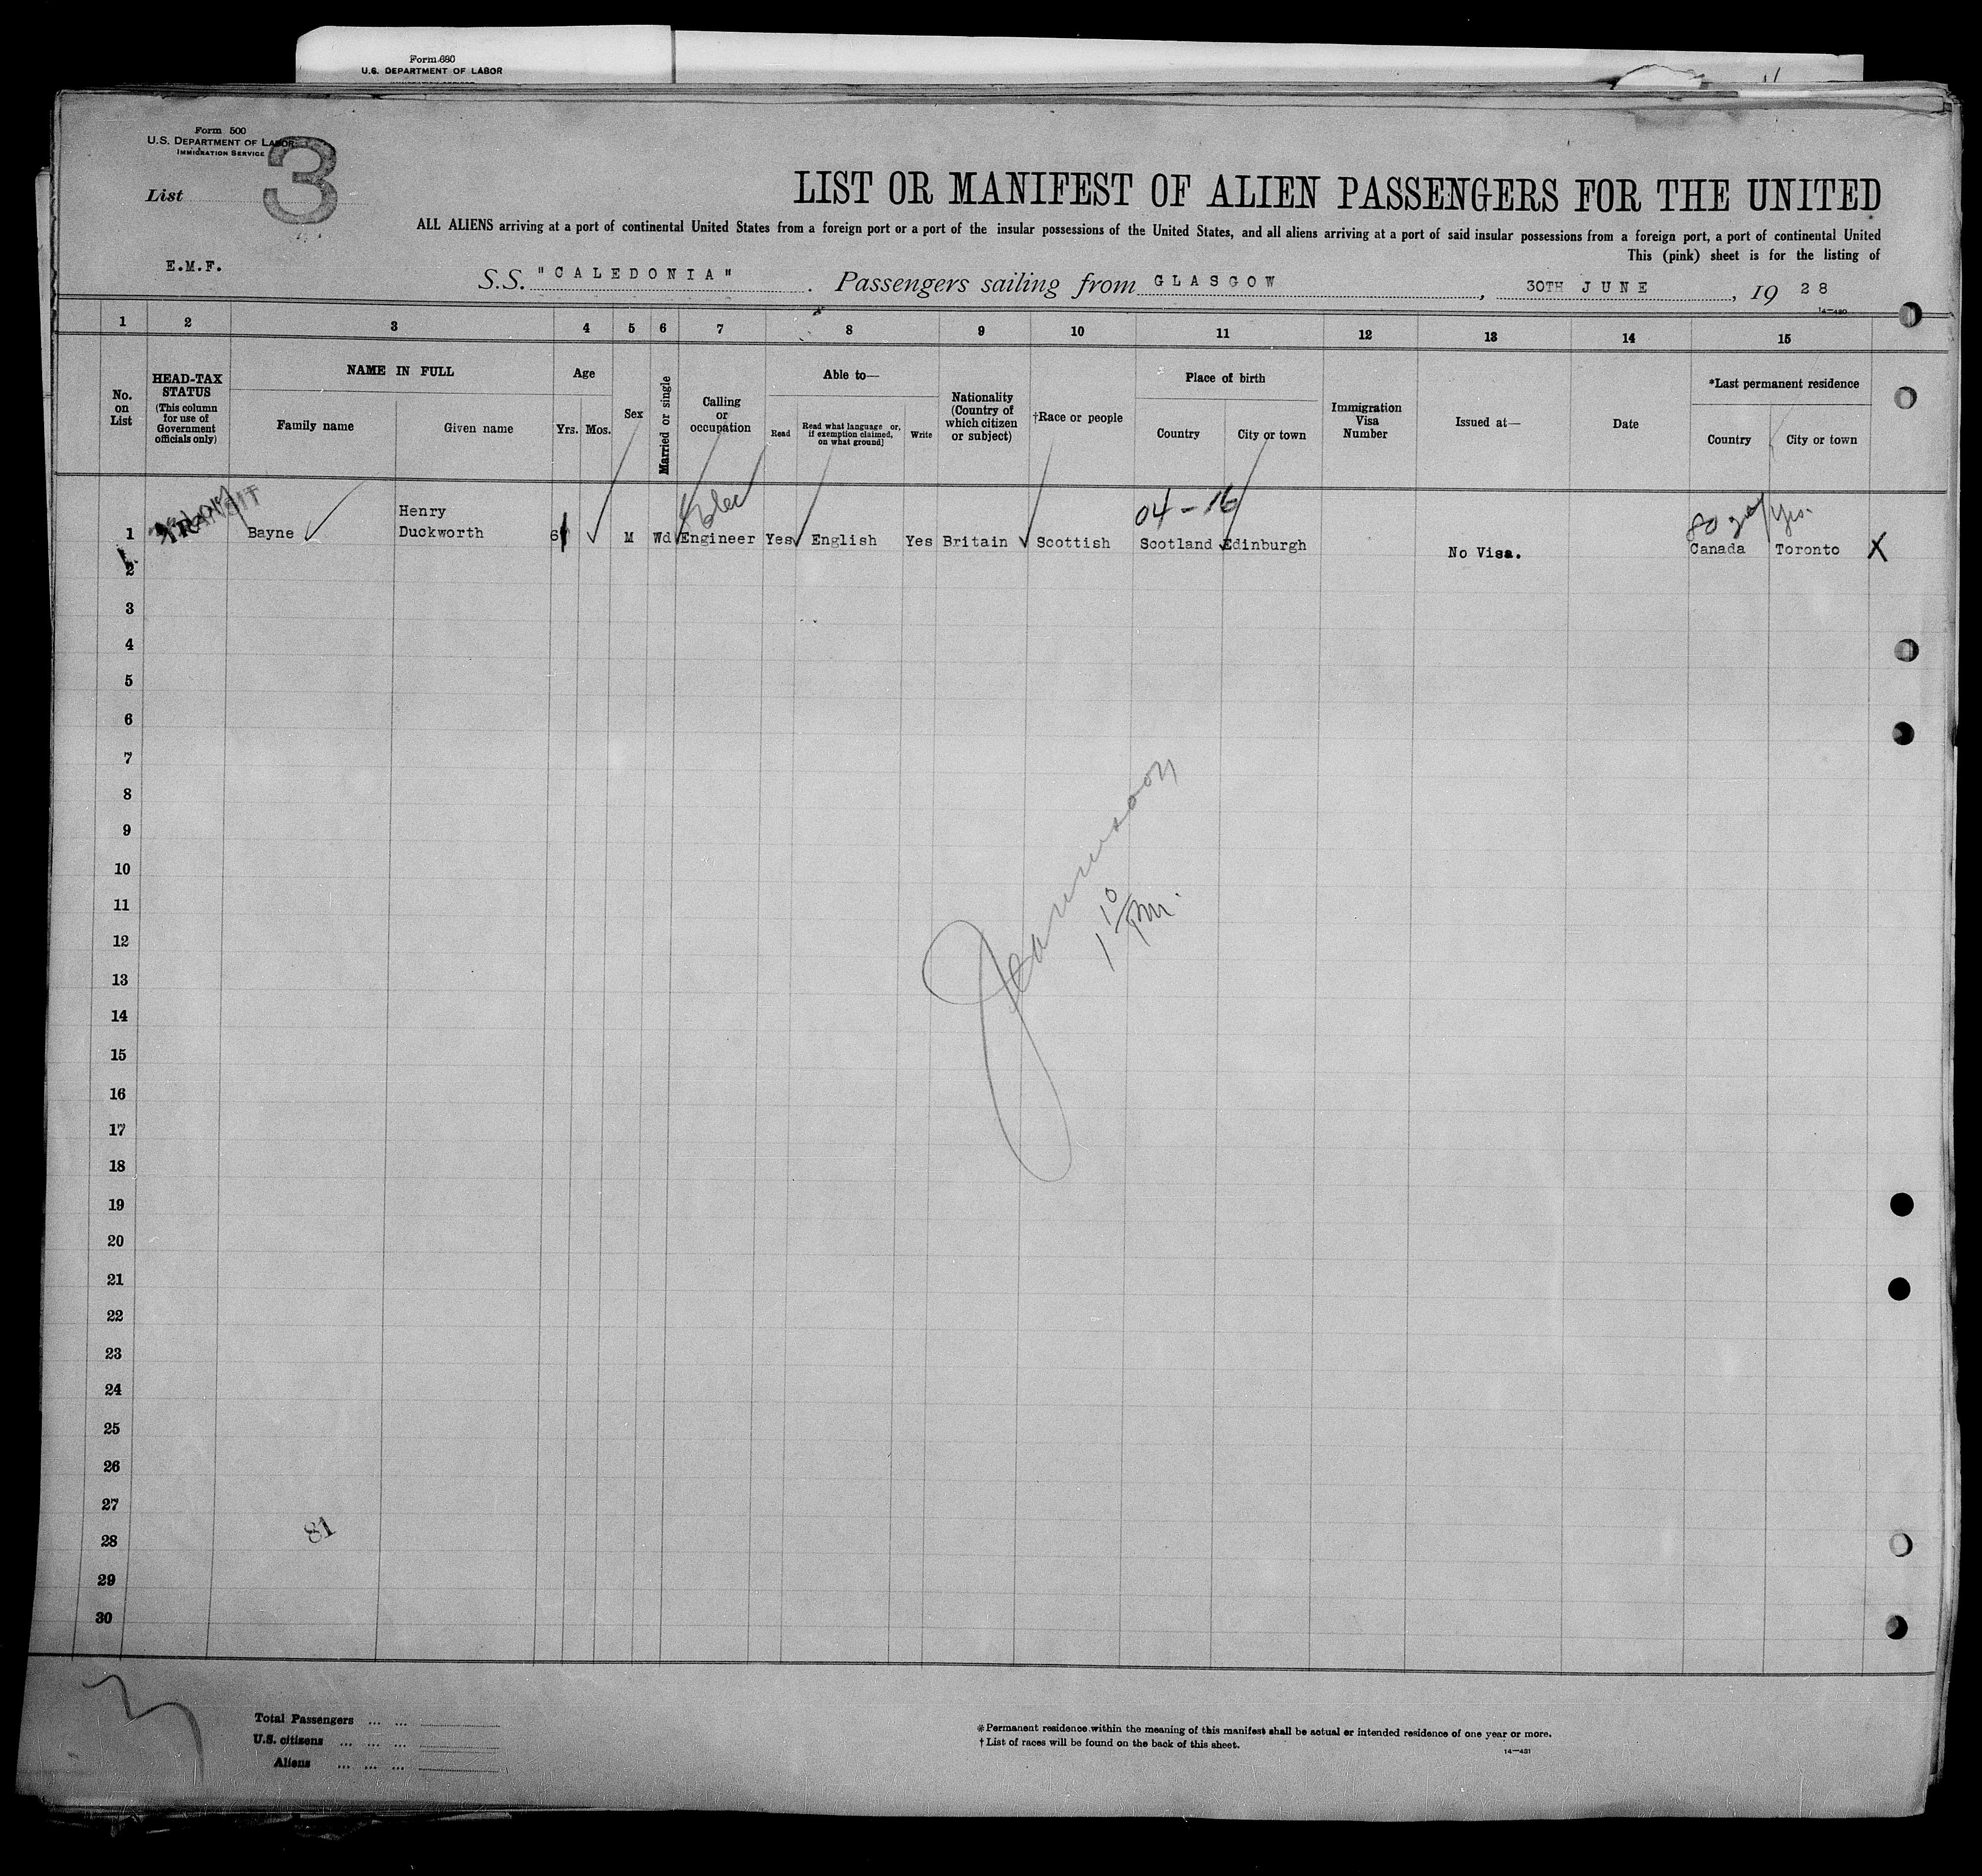 Form 680
U.S. DEPARTMENT OF LABOR
Form 500
U.S. DEPARTMENT OF LABOR
IMMIGRATION SERVICE
List 3
LIST OR MANIFEST OF ALIEN PASSENGERS FOR THE UNITED
ALL ALIENS arriving at a port of continental United States from a foreign port or a port of the insular possessions of the United States, and all aliens arriving at a port of said insular possessions from a foreign port, a port of continental United
This (pink) sheet is for the listing of
E.M.F.
S.S. "CALEDONIA". Passengers sailing from GLASGOW, 30TH JUNE, 19 28
14-430
1 2 3 4 5 6 7 8 9 10 11 12 13 14 15
No. on List
HEAD-TAX STATUS (This column for use of Government officials only)
NAME IN FULL
Family name Given name
Age
Yrs. Mos.
Sex
Married or single
Calling or occupation
Able to—
Read Read what language or, if exemption claimed, on what ground] Write
Nationality (Country of which citizen or subject)
†Race or people
Place of birth
Country City or town
Immigration Visa Number
Issued at—
Date
*Last permanent residence
Country City or town
TRANSIT
04-16
Yrs.
1 Bayne Henry Duckworth M Wd Engineer Yes English Yes Britain Scottish Scotland Edinburgh No Visa. Canada Toronto X
2
3
4
5
6
7
8
9
10
11
12
13
14
15
16
17
18
19
20
21
22
23
24
25
26
27
28
29
30
1 10 pm.
81
Total Passengers ... ...
U.S. citizens ... ... ...
Aliens ... ... ...
*Permanent residence within the meaning of this manifest shall be actual or intended residence of one year or more.
†List of races will be found on the back of this sheet.
14-431